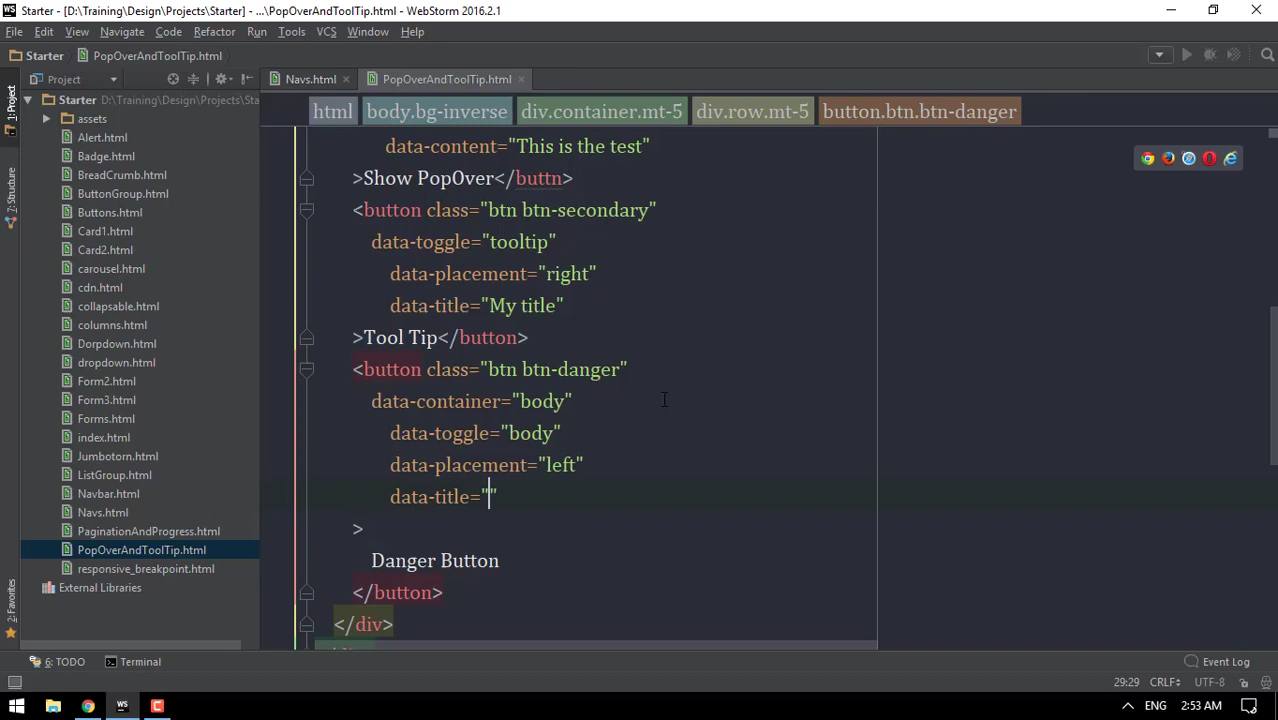 Starter - [D:\Training\Design\Projects\Starter] - ...\PopOverAndToolTip.html - WebStorm 2016.2.1
File Edit View Navigate Code Refactor Run Tools VCS Window Help
Starter PopOverAndToolTip.html
Project
Navs.html
PopOverAndToolTip.html
1: Project
7: Structure
2: Favorites
Starter D:\Training\Design\Projects\Sta
assets
Alert.html
Badge.html
BreadCrumb.html
ButtonGroup.html
Buttons.html
Card1.html
Card2.html
carousel.html
cdn.html
collapsable.html
columns.html
Dorpdown.html
dropdown.html
Form2.html
Form3.html
Forms.html
index.html
Jumbotorn.html
ListGroup.html
Navbar.html
Navs.html
PaginationAndProgress.html
PopOverAndToolTip.html
responsive_breakpoint.html
External Libraries
html body.bg-inverse div.container.mt-5 div.row.mt-5 button.btn.btn-danger
data-content="This is the test"
>Show PopOver</buttn>
<button class="btn btn-secondary"
data-toggle="tooltip"
data-placement="right"
data-title="My title"
>Tool Tip</button>
<button class="btn btn-danger"
data-container="body"
data-toggle="body"
data-placement="left"
data-title=""
>
Danger Button
</button>
</div>
6: TODO Terminal
Event Log
29:29 CRLF UTF-8
ENG 2:53 AM